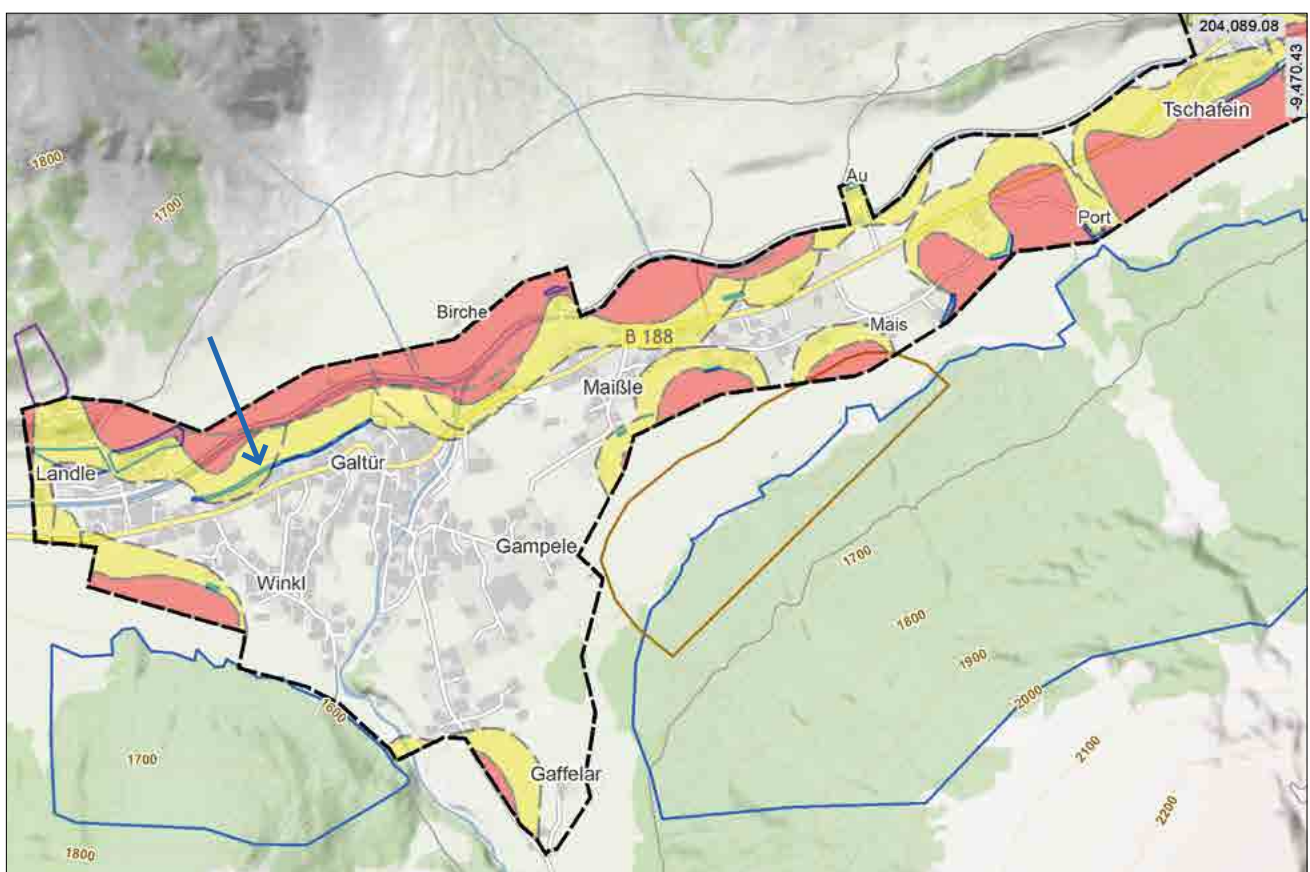 204,089.08
-9,470.43
Tschafein
1800
1700
Au
Port
Birche
B 188
Mais
Maißle
Landle
Galtür
Gampele
1700
Winkl
1800
1900
2000
1600
1700
2100
Gaffelar
2200
1800